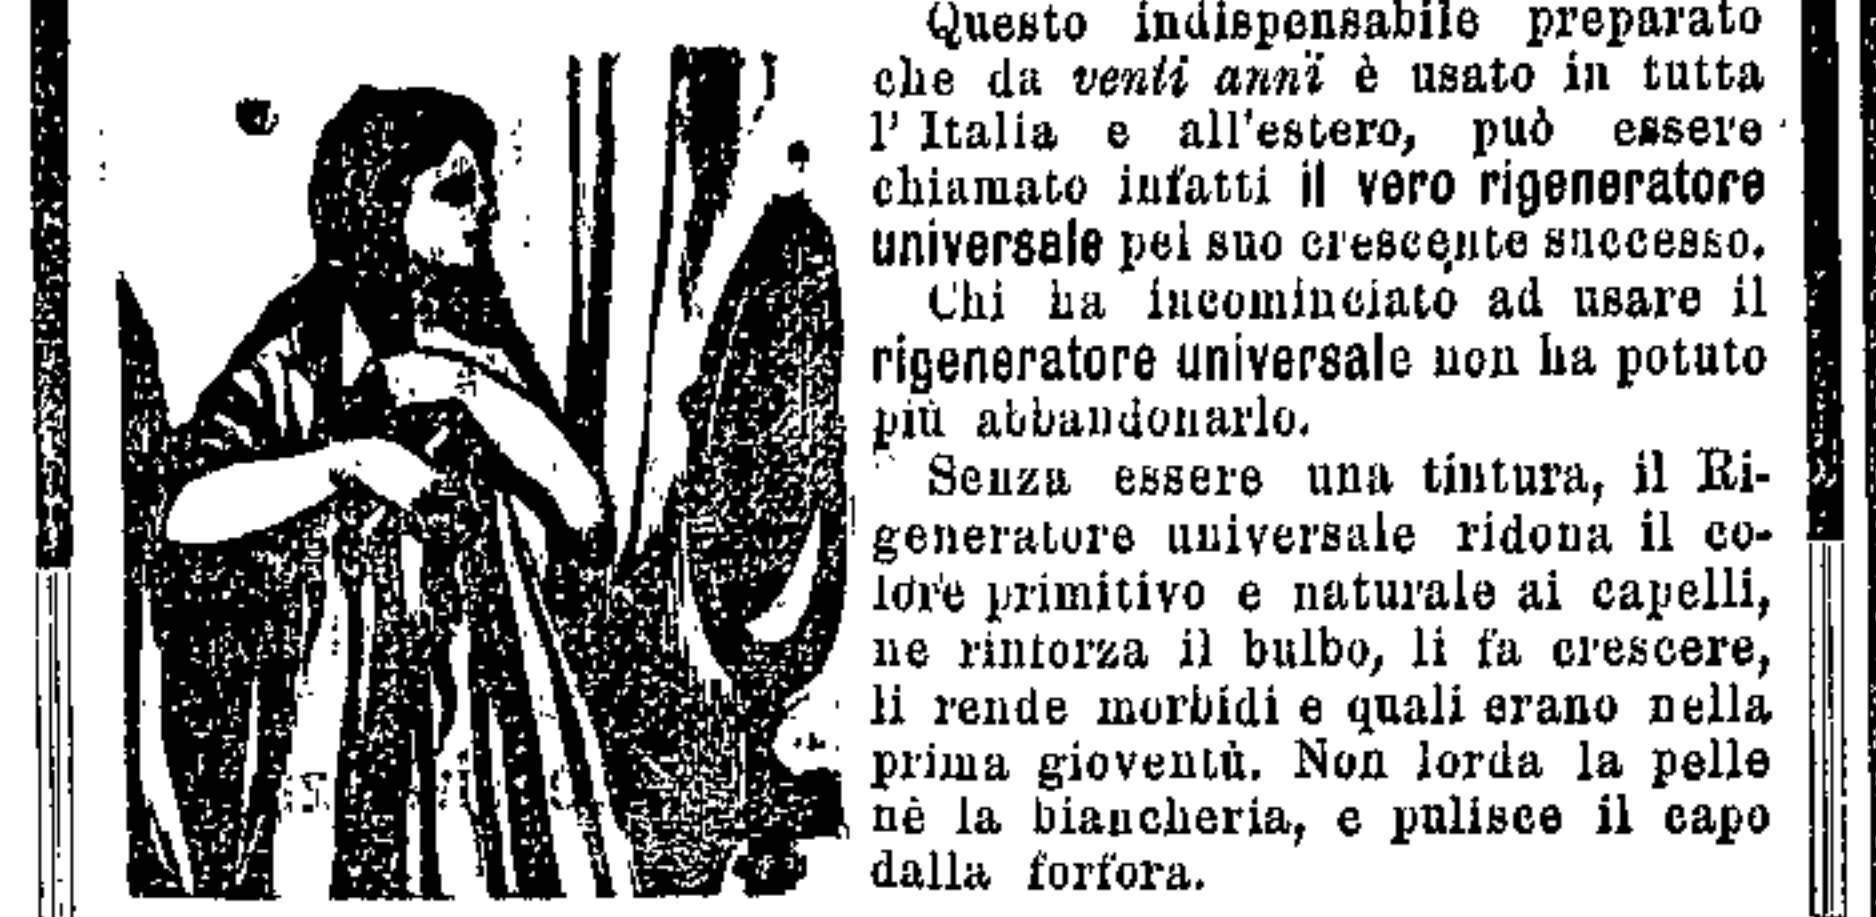 Questo indispensabile preparato
che da venti anni è usato in tutta
l' Italia e all'estero, può essere
chiamato infatti il vero rigeneratore
universale pel suo crescente successo.
Chi ha incominciato ad usare il
rigeneratore universale non ha potuto
più abbandonarlo.
Senza essere una tintura, il Ri-
generatore universale ridona il co-
lore primitivo e naturale ai capelli,
ne rinforza il bulbo, li fa crescere,
li rende morbidi e quali erano nella
prima gioventù. Non lorda la pelle
nè la biancheria, e pulisce il capo
dalla forfora.